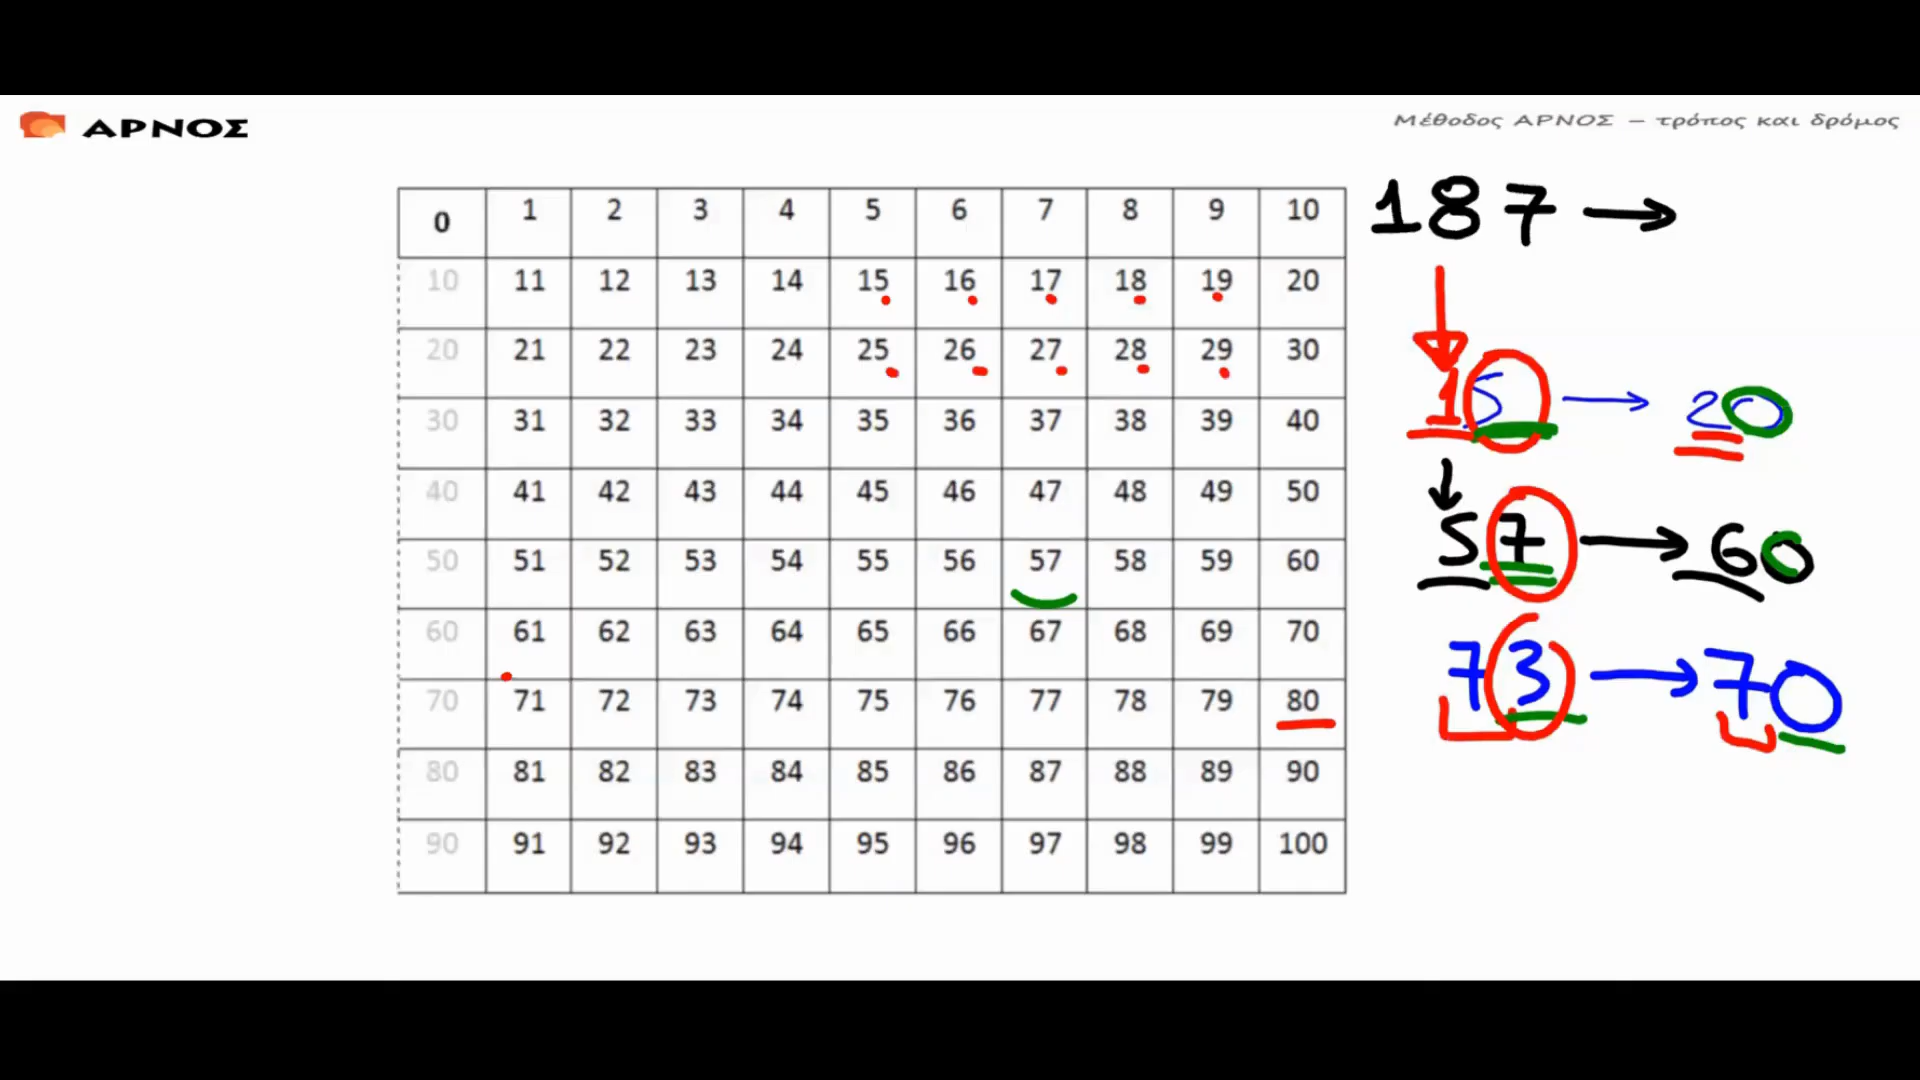 ΑΡΝΟΣ
Μέθοδος ΑΡΝΟΣ – τρόπος και δρόμος
0 1 2 3 4 5 6 7 8 9 10
10 11 12 13 14 15 16 17 18 19 20
20 21 22 23 24 25 26 27 28 29 30
30 31 32 33 34 35 36 37 38 39 40
40 41 42 43 44 45 46 47 48 49 50
50 51 52 53 54 55 56 57 58 59 60
60 61 62 63 64 65 66 67 68 69 70
70 71 72 73 74 75 76 77 78 79 80
80 81 82 83 84 85 86 87 88 89 90
90 91 92 93 94 95 96 97 98 99 100
187 →
15 → 20
57 → 60
73 → 70